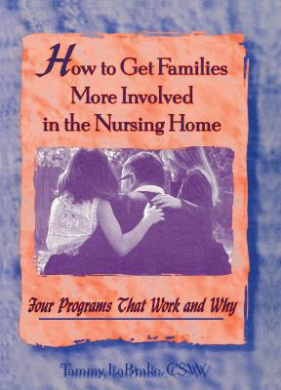 How to Get Families
More Involved
in the Nursing Home
Four Programs That Work and Why
Tammy LaBrake, CSW